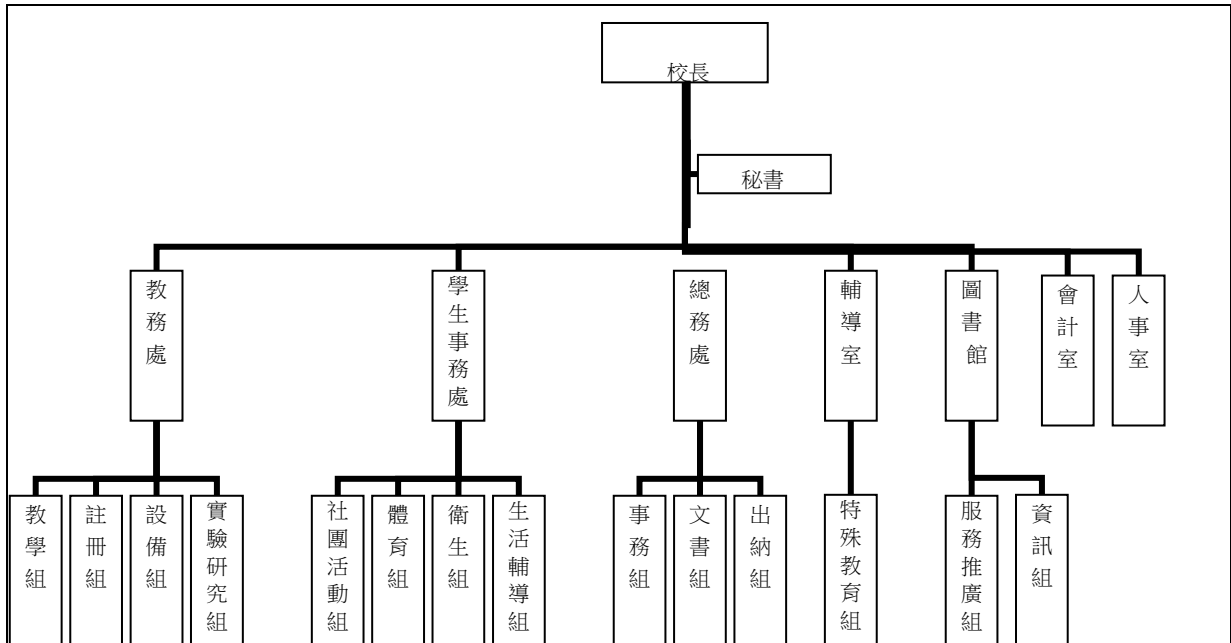 校長
秘書
教務處
學生事務處
總務處
輔導室
圖書館
會計室
人事室
教學組
註冊組
設備組
實驗研究組
社團活動組
體育組
衛生組
生活輔導組
事務組
文書組
出納組
特殊教育組
服務推廣組
資訊組